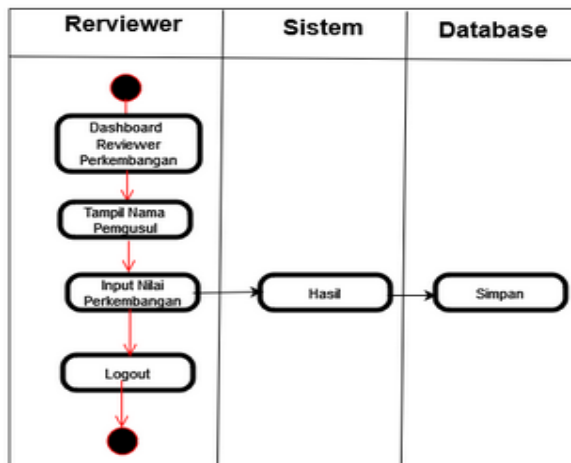 Rerviewer
Sistem
Database
Dashboard
Reviewer
Perkembangan
Tampil Nama
Pemgusul
Input Nilai
Perkembangan
Hasil
Simpan
Logout